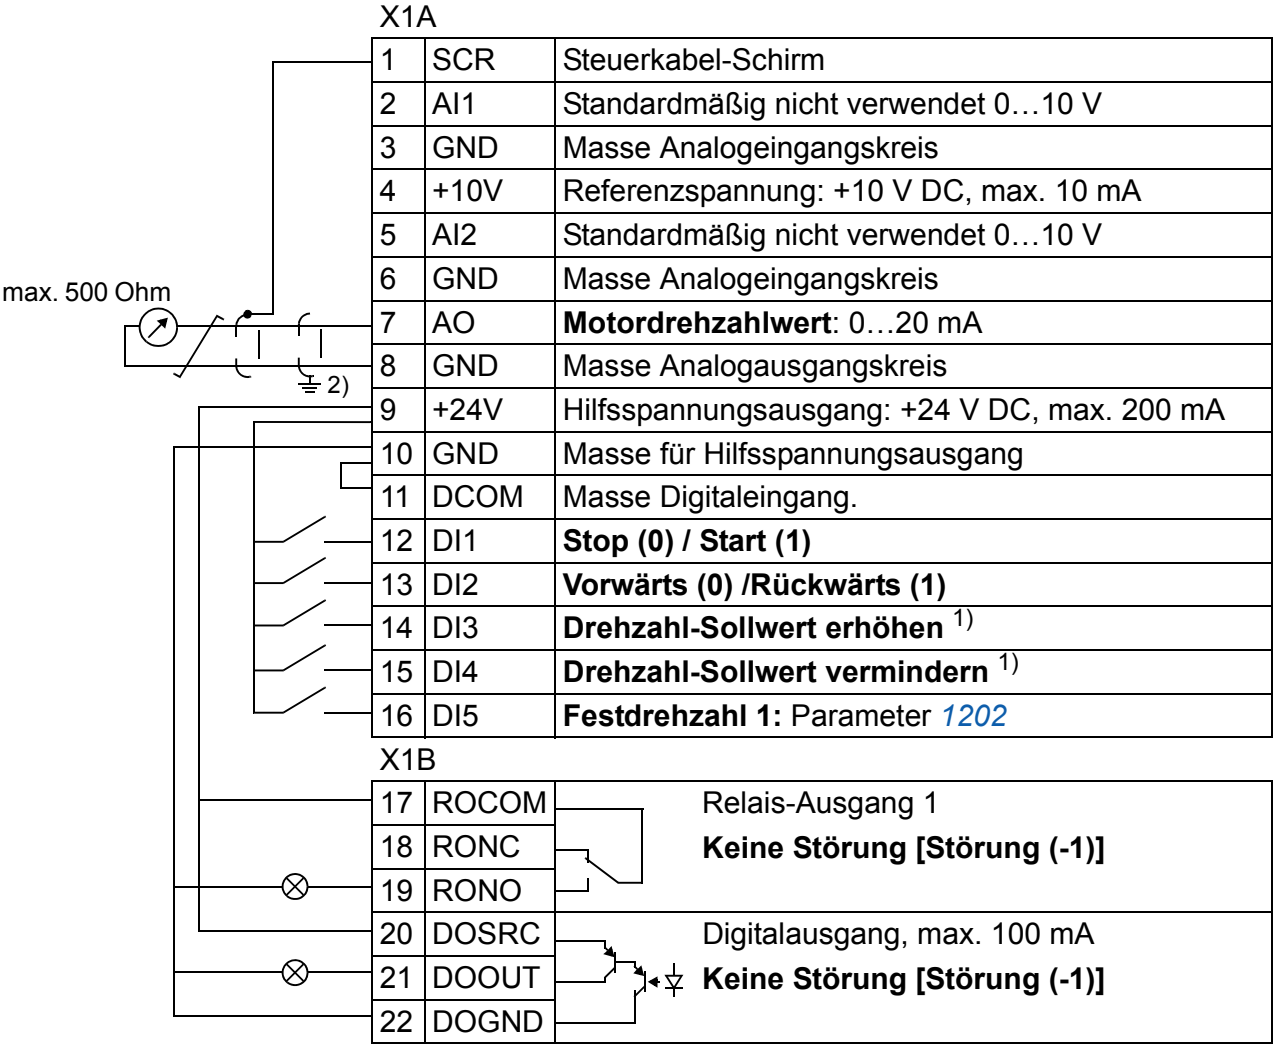 X1A
1 SCR Steuerkabel-Schirm
2 AI1 Standardmäßig nicht verwendet 0…10 V
3 GND Masse Analogeingangskreis
4 +10V Referenzspannung: +10 V DC, max. 10 mA
5 AI2 Standardmäßig nicht verwendet 0…10 V
6 GND Masse Analogeingangskreis
max. 500 Ohm
7 AO Motordrehzahlwert: 0…20 mA
8 GND Masse Analogausgangskreis
2)
9 +24V Hilfsspannungsausgang: +24 V DC, max. 200 mA
10 GND Masse für Hilfsspannungsausgang
11 DCOM Masse Digitaleingang.
12 DI1 Stop (0) / Start (1)
13 DI2 Vorwärts (0) /Rückwärts (1)
14 DI3 Drehzahl-Sollwert erhöhen 1)
15 DI4 Drehzahl-Sollwert vermindern 1)
16 DI5 Festdrehzahl 1: Parameter 1202
X1B
17 ROCOM Relais-Ausgang 1
18 RONC Keine Störung [Störung (-1)]
19 RONO
20 DOSRC Digitalausgang, max. 100 mA
21 DOOUT Keine Störung [Störung (-1)]
22 DOGND